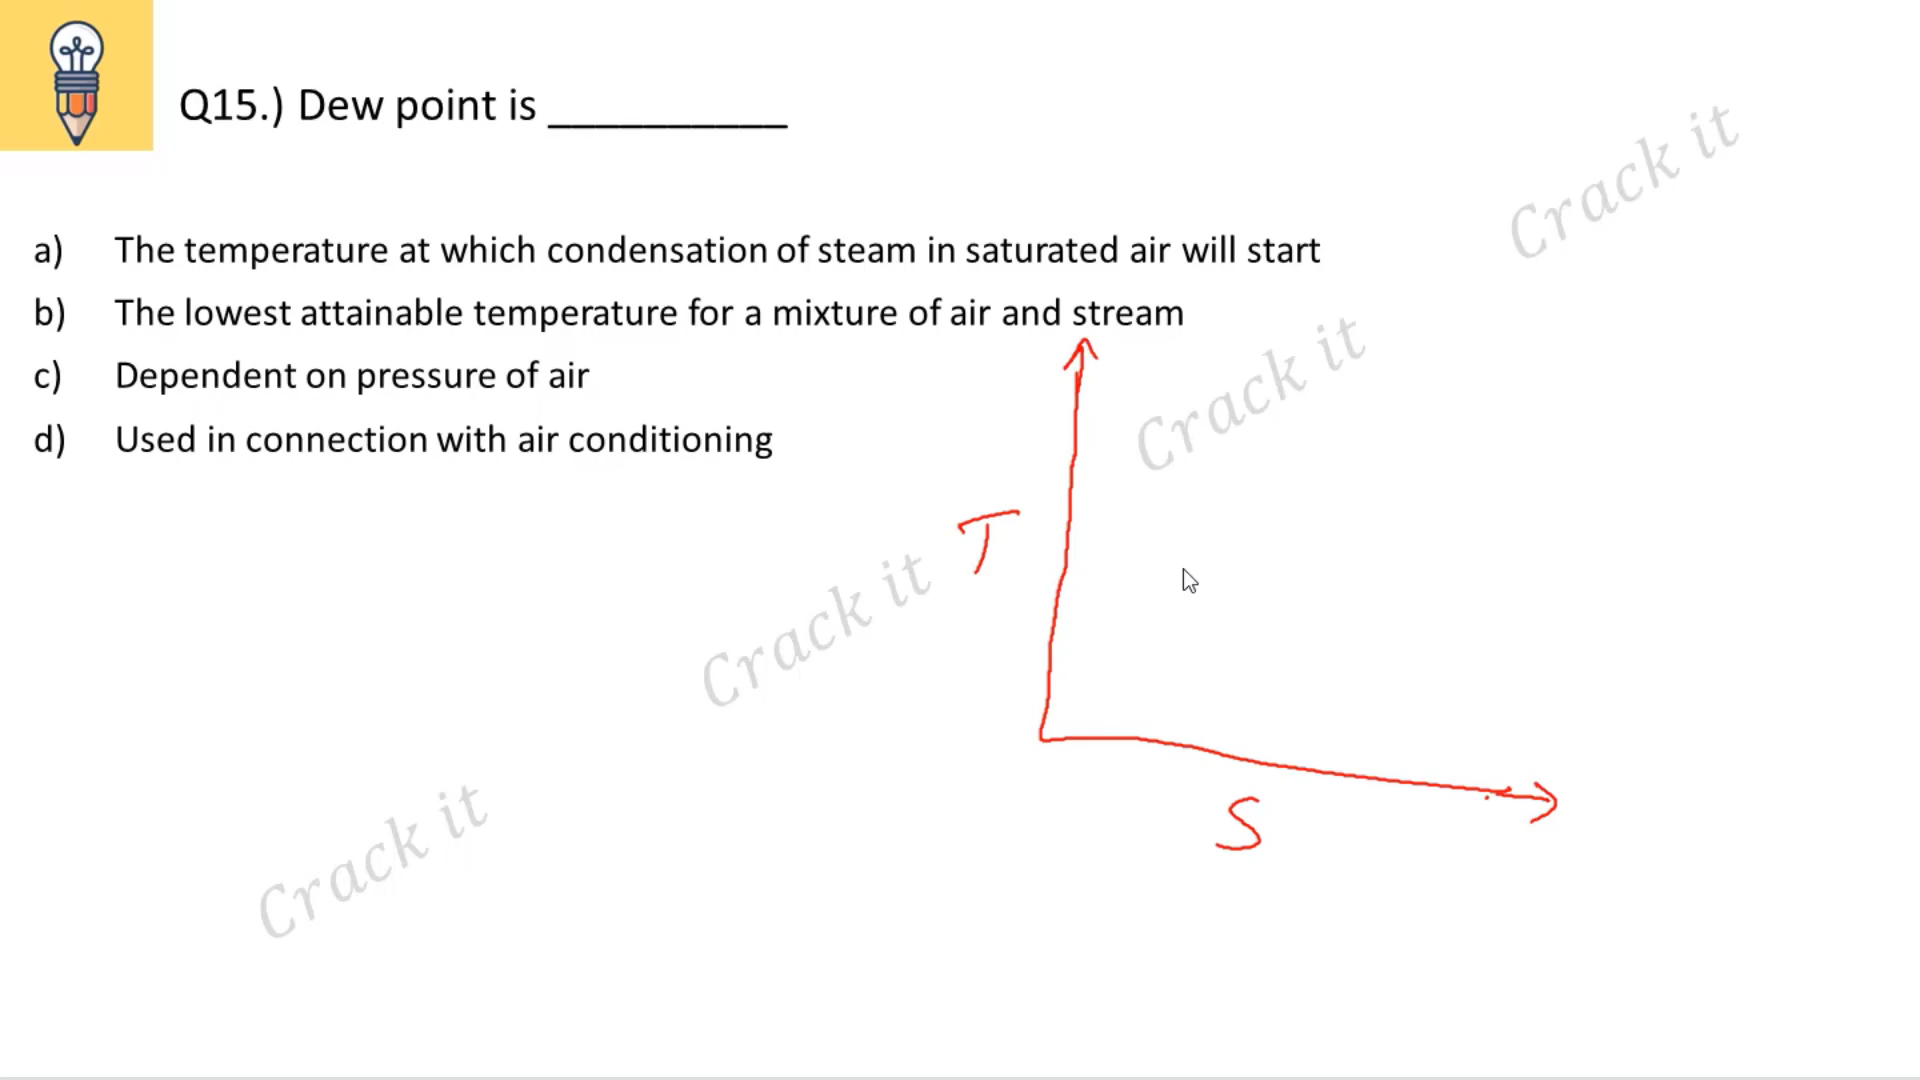 Q15.) Dew point is __________
a) The temperature at which condensation of steam in saturated air will start
b) The lowest attainable temperature for a mixture of air and stream
c) Dependent on pressure of air
d) Used in connection with air conditioning
T
S
Crack it
Crack it
Crack it
Crack it